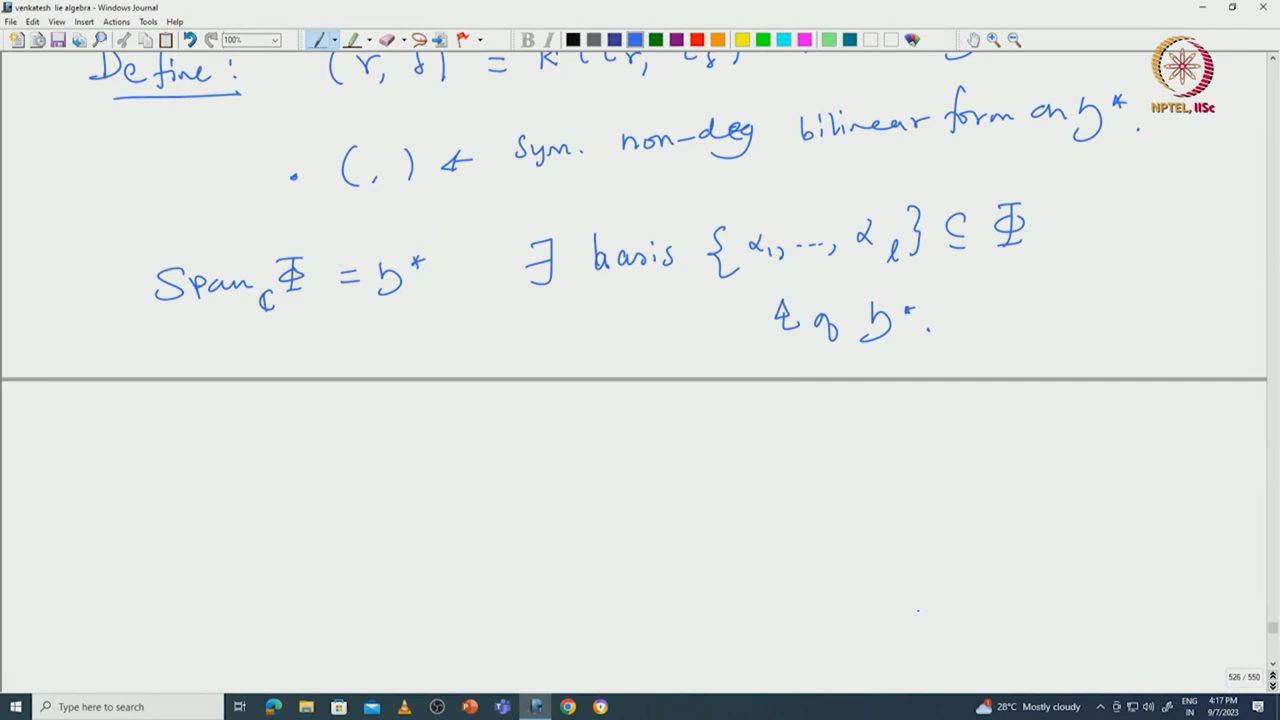 venkatesh lie algebra - Windows Journal
File Edit View Insert Actions Tools Help
100%
B I
Define : (γ, δ) = K (tγ, tδ)
NPTEL, IISc
. ( , ) ← sym. non-deg bilinear form on 𝔥*.
Span_ℂ Φ = 𝔥* ∃ basis {α₁, ..., α_l} ⊆ Φ
↳ of 𝔥*.
526 / 550
Type here to search
28°C Mostly cloudy
ENG
IN
4:17 PM
9/7/2023